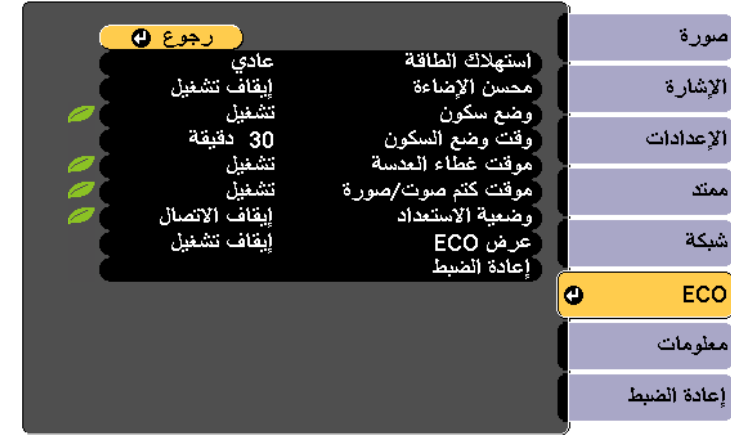 رجوع
استهلاك الطاقة عادي
محسن الإضاءة إيقاف تشغيل
وضع سكون تشغيل
وقت وضع السكون 30 دقيقة
موقت غطاء العدسة تشغيل
موقت كتم صوت/صورة تشغيل
وضعية الاستعداد إيقاف الاتصال
عرض ECO إيقاف تشغيل
إعادة الضبط
صورة
الإشارة
الإعدادات
ممتد
شبكة
ECO
معلومات
إعادة الضبط